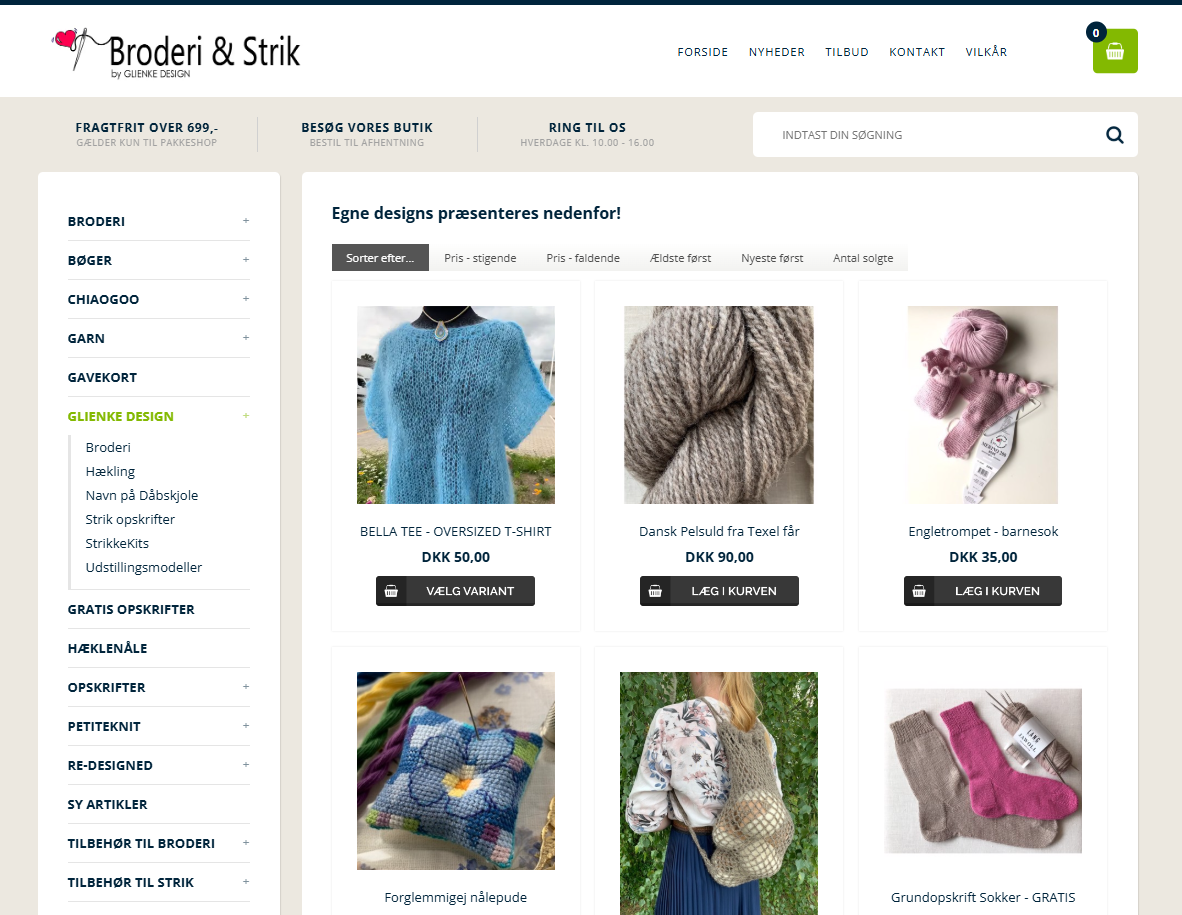 Broderi & Strik
by GLIENKE DESIGN
FORSIDE NYHEDER TILBUD KONTAKT VILKÅR
0
FRAGTFRIT OVER 699,-
GÆLDER KUN TIL PAKKESHOP
BESØG VORES BUTIK
BESTIL TIL AFHENTNING
RING TIL OS
HVERDAGE KL. 10.00 - 16.00
INDTAST DIN SØGNING
BRODERI +
BØGER +
CHIAOGOO +
GARN +
GAVEKORT
GLIENKE DESIGN +
Broderi
Hækling
Navn på Dåbskjole
Strik opskrifter
StrikkeKits
Udstillingsmodeller
GRATIS OPSKRIFTER
HÆKLENÅLE
OPSKRIFTER +
PETITEKNIT +
RE-DESIGNED +
SY ARTIKLER
TILBEHØR TIL BRODERI +
TILBEHØR TIL STRIK +
Egne designs præsenteres nedenfor!
Sorter efter... Pris - stigende Pris - faldende Ældste først Nyeste først Antal solgte
BELLA TEE - OVERSIZED T-SHIRT
DKK 50,00
VÆLG VARIANT
Dansk Pelsuld fra Texel får
DKK 90,00
LÆG I KURVEN
Engletrompet - barnesok
DKK 35,00
LÆG I KURVEN
Forglemmigej nålepude
LANG
JAWOLL
Grundopskrift Sokker - GRATIS